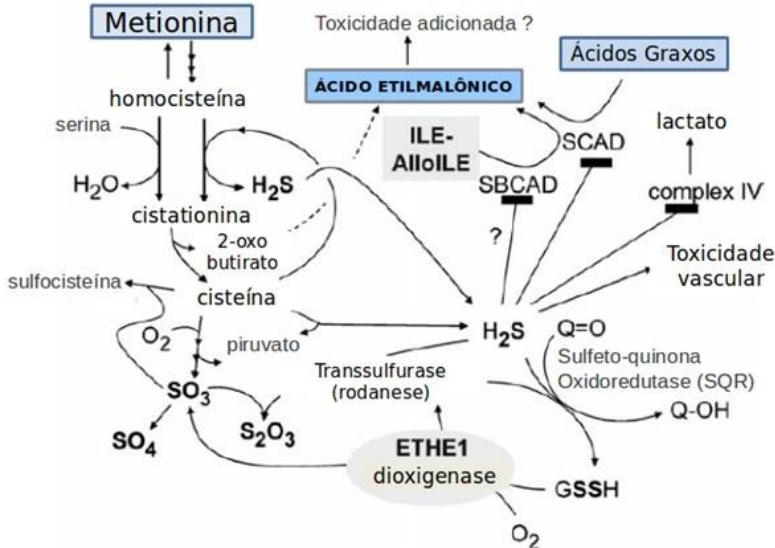 Metionina
Toxicidade adicionada ?
Ácidos Graxos
homocisteína
ÁCIDO ETILMALÔNICO
serina
ILE-
AlloILE
SCAD
lactato
H₂O
H₂S
SBCAD
complex IV
cistationina
?
2-oxo
butirato
Toxicidade
vascular
sulfocisteína
cisteína
O₂
piruvato
H₂S
Q=O
Sulfeto-quinona
Oxidoredutase (SQR)
Transsulfurase
(rodanese)
SO₃
Q-OH
SO₄
S₂O₃
ETHE1
dioxigenase
GSSH
O₂